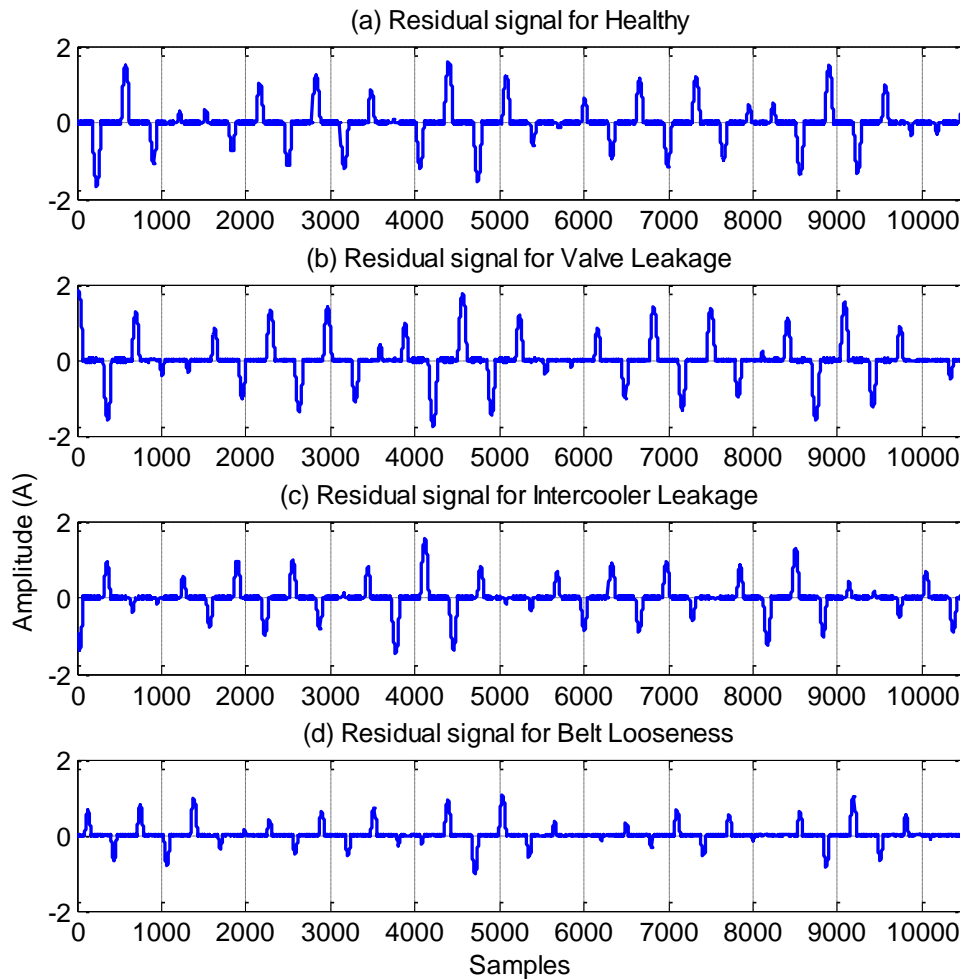 (a) Residual signal for Healthy
2
0
-2
0 1000 2000 3000 4000 5000 6000 7000 8000 9000 10000
(b) Residual signal for Valve Leakage
2
0
-2
0 1000 2000 3000 4000 5000 6000 7000 8000 9000 10000
(c) Residual signal for Intercooler Leakage
2
0
-2
0 1000 2000 3000 4000 5000 6000 7000 8000 9000 10000
(d) Residual signal for Belt Looseness
2
0
-2
0 1000 2000 3000 4000 5000 6000 7000 8000 9000 10000
Amplitude (A)
Samples